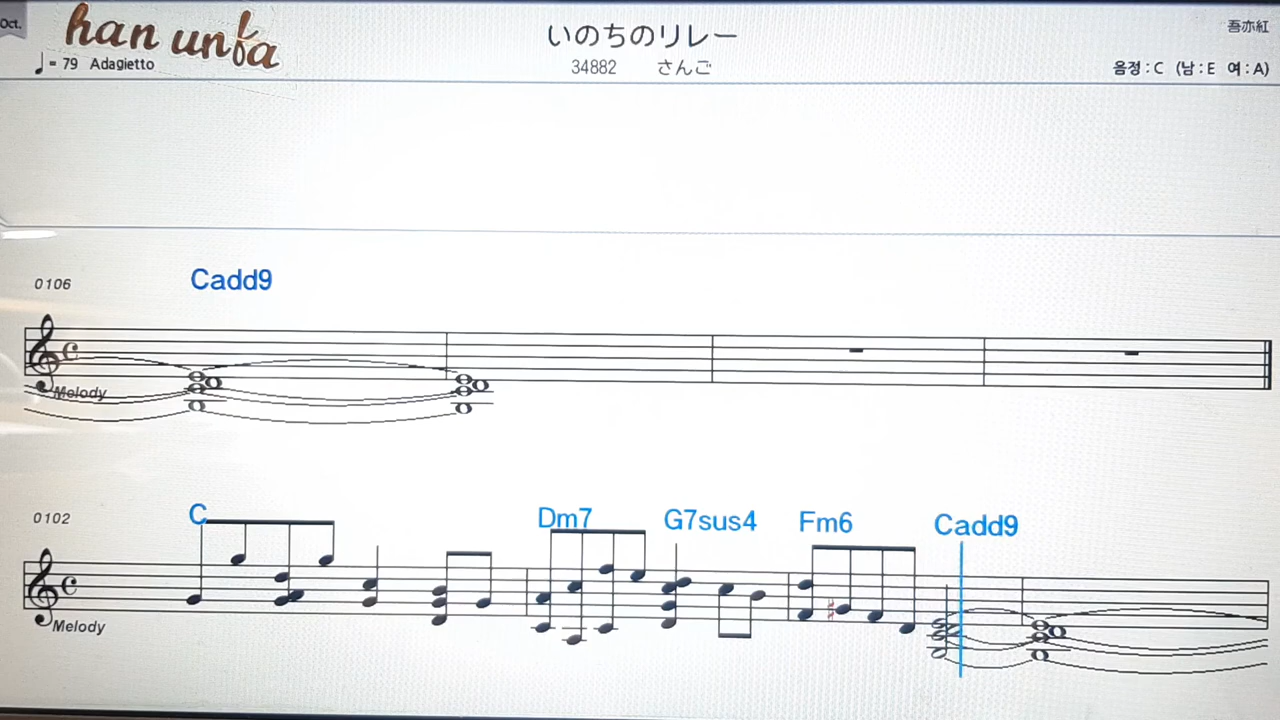 Oct.
han unfa
♩= 79 Adagietto
いのちのリレー
34882 さんご
吾亦紅
음정 : C (남 : E 여 : A)
0106
Cadd9
Melody
0102
C Dm7 G7sus4 Fm6 Cadd9
Melody